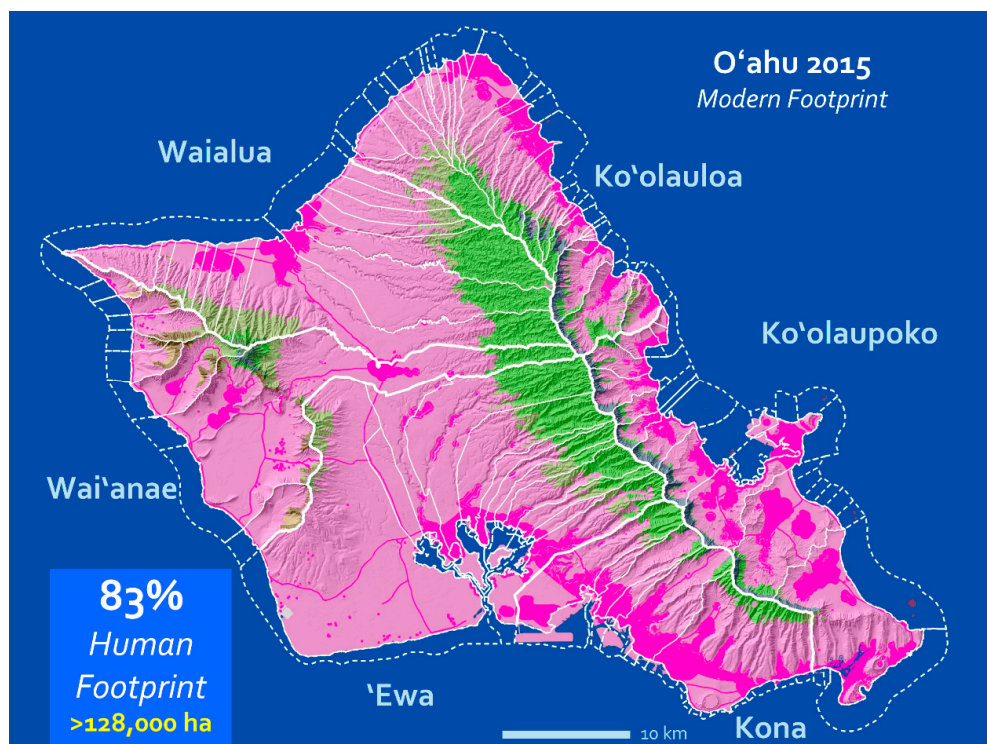 Oʻahu 2015
Modern Footprint
Waialua
Koʻolauloa
Koʻolaupoko
Waiʻanae
83%
Human
Footprint
>128,000 ha
ʻEwa
10 km
Kona